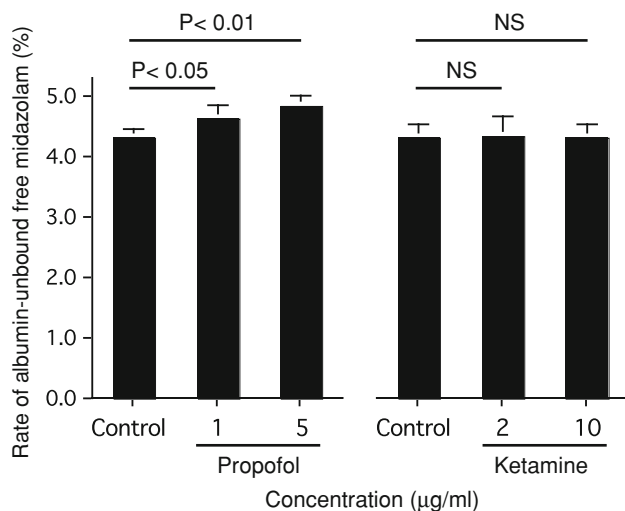 P< 0.01
P< 0.05
NS
NS
Rate of albumin-unbound free midazolam (%)
5.0
4.0
3.0
2.0
1.0
0.0
Control 1 5 Control 2 10
Propofol Ketamine
Concentration (μg/ml)